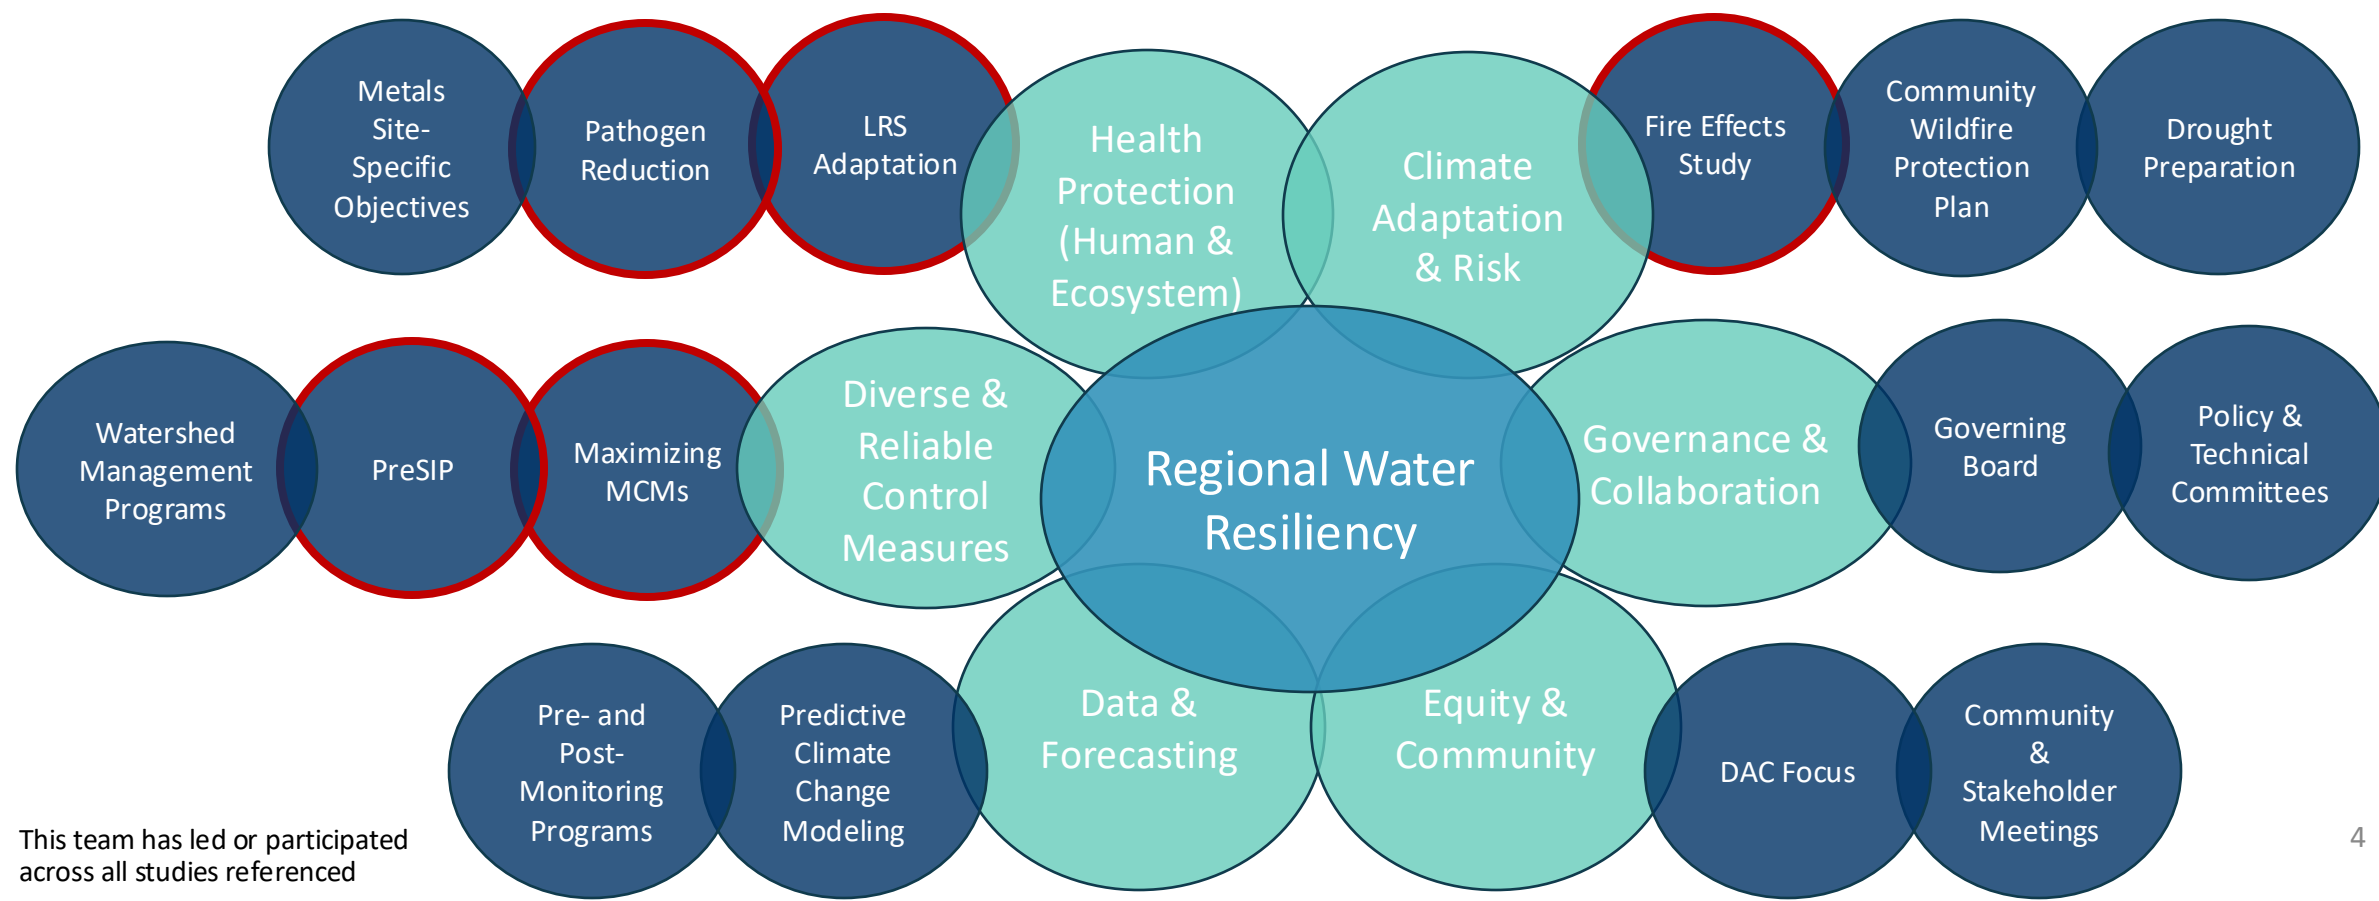 Metals
Site-
Specific
Objectives
Pathogen
Reduction
LRS
Adaptation
Health
Protection
(Human &
Ecosystem)
Climate
Adaptation
& Risk
Fire Effects
Study
Community
Wildfire
Protection
Plan
Drought
Preparation
Watershed
Management
Programs
PreSIP
Maximizing
MCMs
Diverse &
Reliable
Control
Measures
Regional Water
Resiliency
Governance &
Collaboration
Governing
Board
Policy &
Technical
Committees
Pre- and
Post-
Monitoring
Programs
Predictive
Climate
Change
Modeling
Data &
Forecasting
Equity &
Community
DAC Focus
Community
&
Stakeholder
Meetings
This team has led or participated
across all studies referenced
4